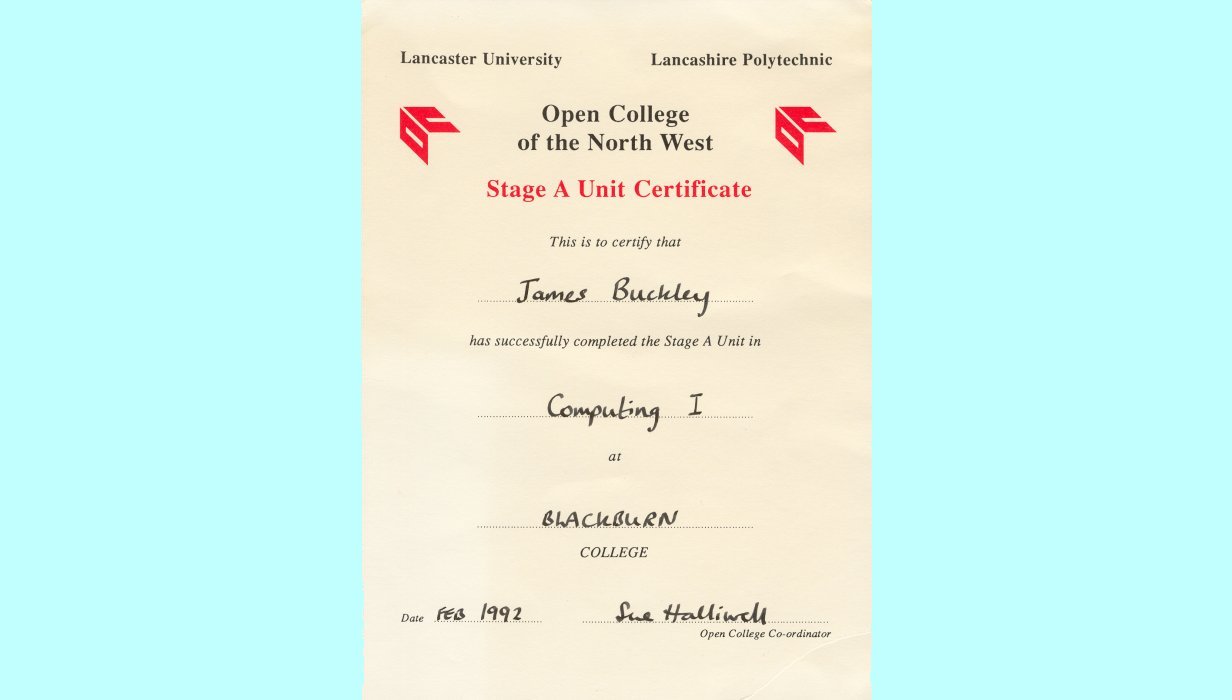 Lancaster University Lancashire Polytechnic
Open College
of the North West
Stage A Unit Certificate
This is to certify that
James Buckley
has successfully completed the Stage A Unit in
Computing I
at
BLACKBURN
COLLEGE
Date FEB 1992 Sue Halliwell
Open College Co-ordinator